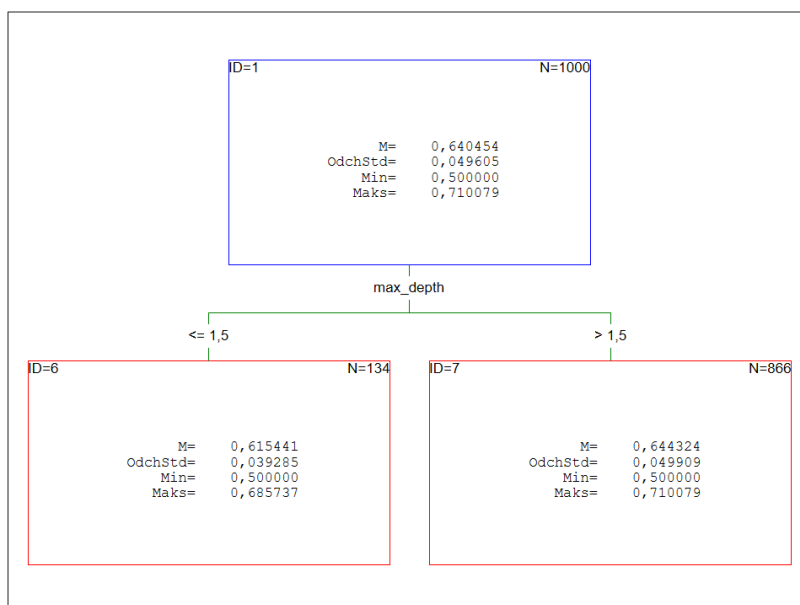 ID=1 N=1000
M= 0,640454
OdchStd= 0,049605
Min= 0,500000
Maks= 0,710079
max_depth
<= 1,5 > 1,5
ID=6 N=134
M= 0,615441
OdchStd= 0,039285
Min= 0,500000
Maks= 0,685737
ID=7 N=866
M= 0,644324
OdchStd= 0,049909
Min= 0,500000
Maks= 0,710079